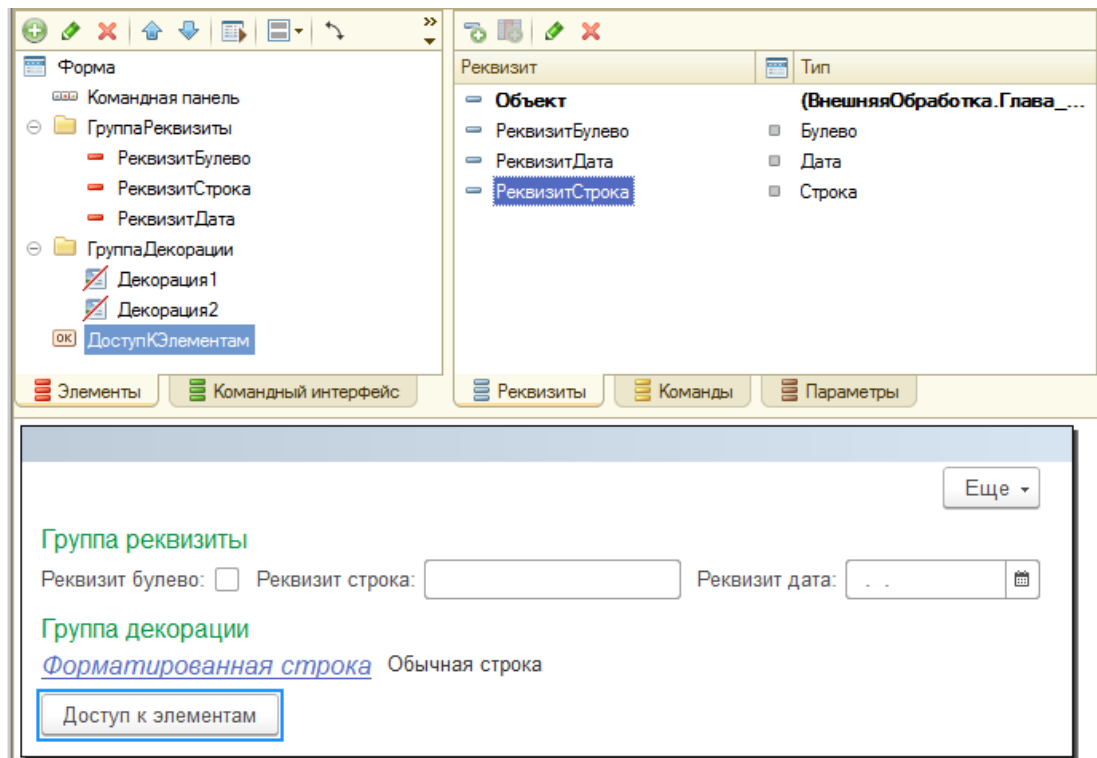 Форма
Командная панель
ГруппаРеквизиты
РеквизитБулево
РеквизитСтрока
РеквизитДата
ГруппаДекорации
Декорация1
Декорация2
OK ДоступКЭлементам
Элементы Командный интерфейс
Реквизит Тип
Объект (ВнешняяОбработка.Глава_...
РеквизитБулево Булево
РеквизитДата Дата
РеквизитСтрока Строка
Реквизиты Команды Параметры
Еще
Группа реквизиты
Реквизит булево: Реквизит строка: Реквизит дата: . .
Группа декорации
Форматированная строка Обычная строка
Доступ к элементам